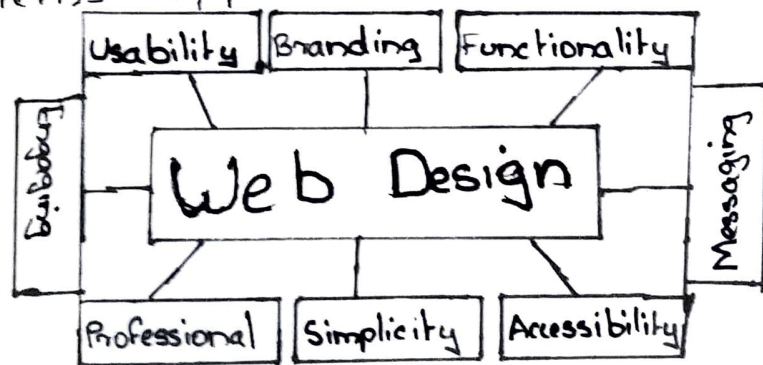 Usability Branding Functionality
Engaging
Messaging
Web Design
Professional Simplicity Accessibility